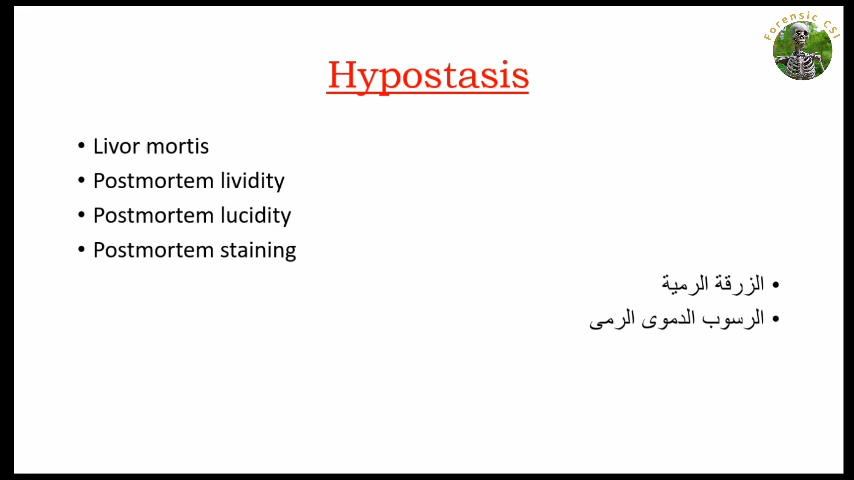 Forensic CSI
Hypostasis
• Livor mortis
• Postmortem lividity
• Postmortem lucidity
• Postmortem staining
• الزرقة الرمية
• الرسوب الدموى الرمى